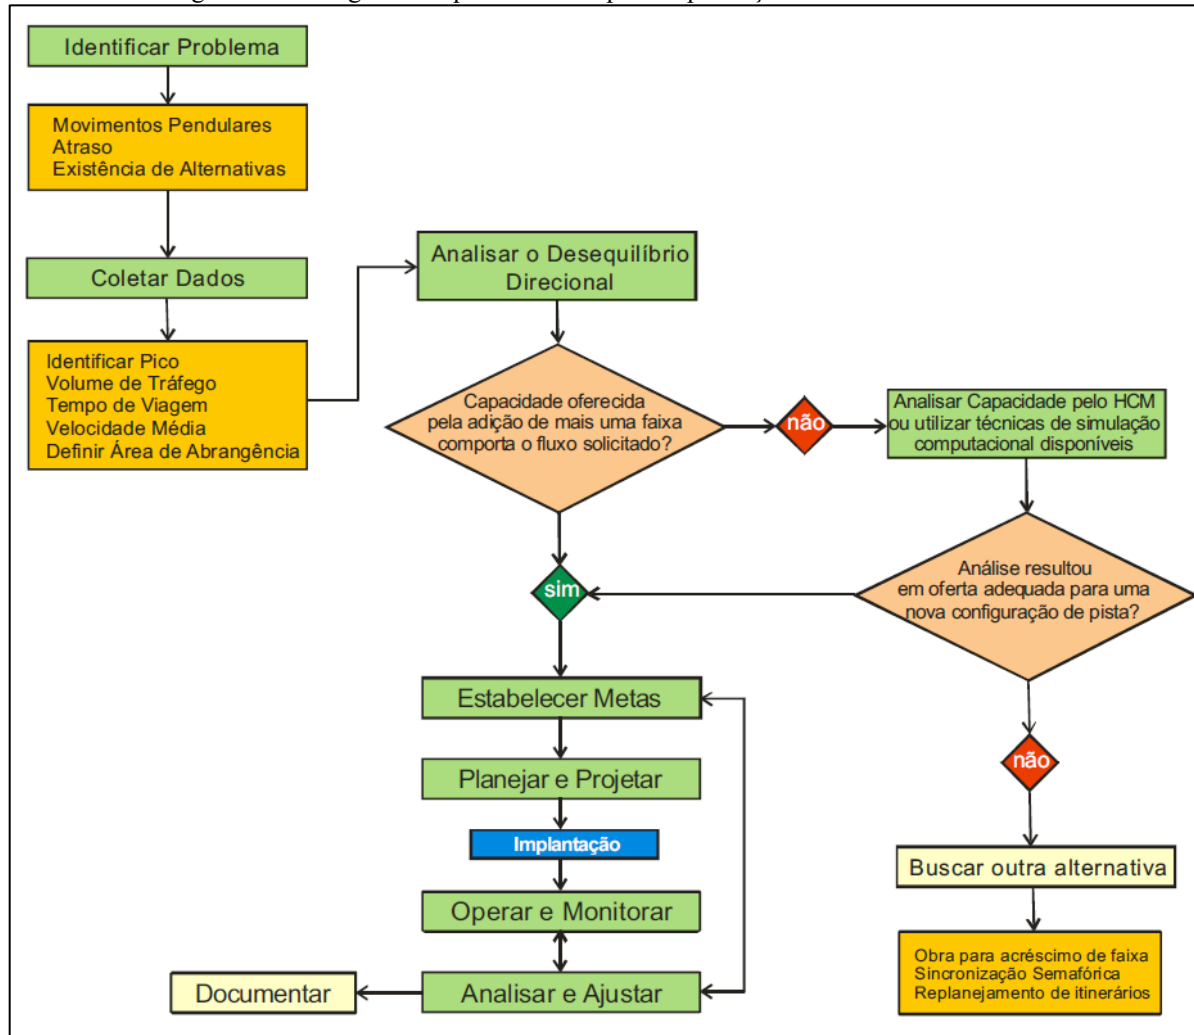 Identificar Problema
Movimentos Pendulares
Atraso
Existência de Alternativas
Coletar Dados
Identificar Pico
Volume de Tráfego
Tempo de Viagem
Velocidade Média
Definir Área de Abrangência
Analisar o Desequilíbrio
Direcional
Capacidade oferecida
pela adição de mais uma faixa
comporta o fluxo solicitado?
não
Analisar Capacidade pelo HCM
ou utilizar técnicas de simulação
computacional disponíveis
Análise resultou
em oferta adequada para uma
nova configuração de pista?
sim
não
Estabelecer Metas
Planejar e Projetar
Implantação
Operar e Monitorar
Analisar e Ajustar
Documentar
Buscar outra alternativa
Obra para acréscimo de faixa
Sincronização Semafórica
Replanejamento de itinerários